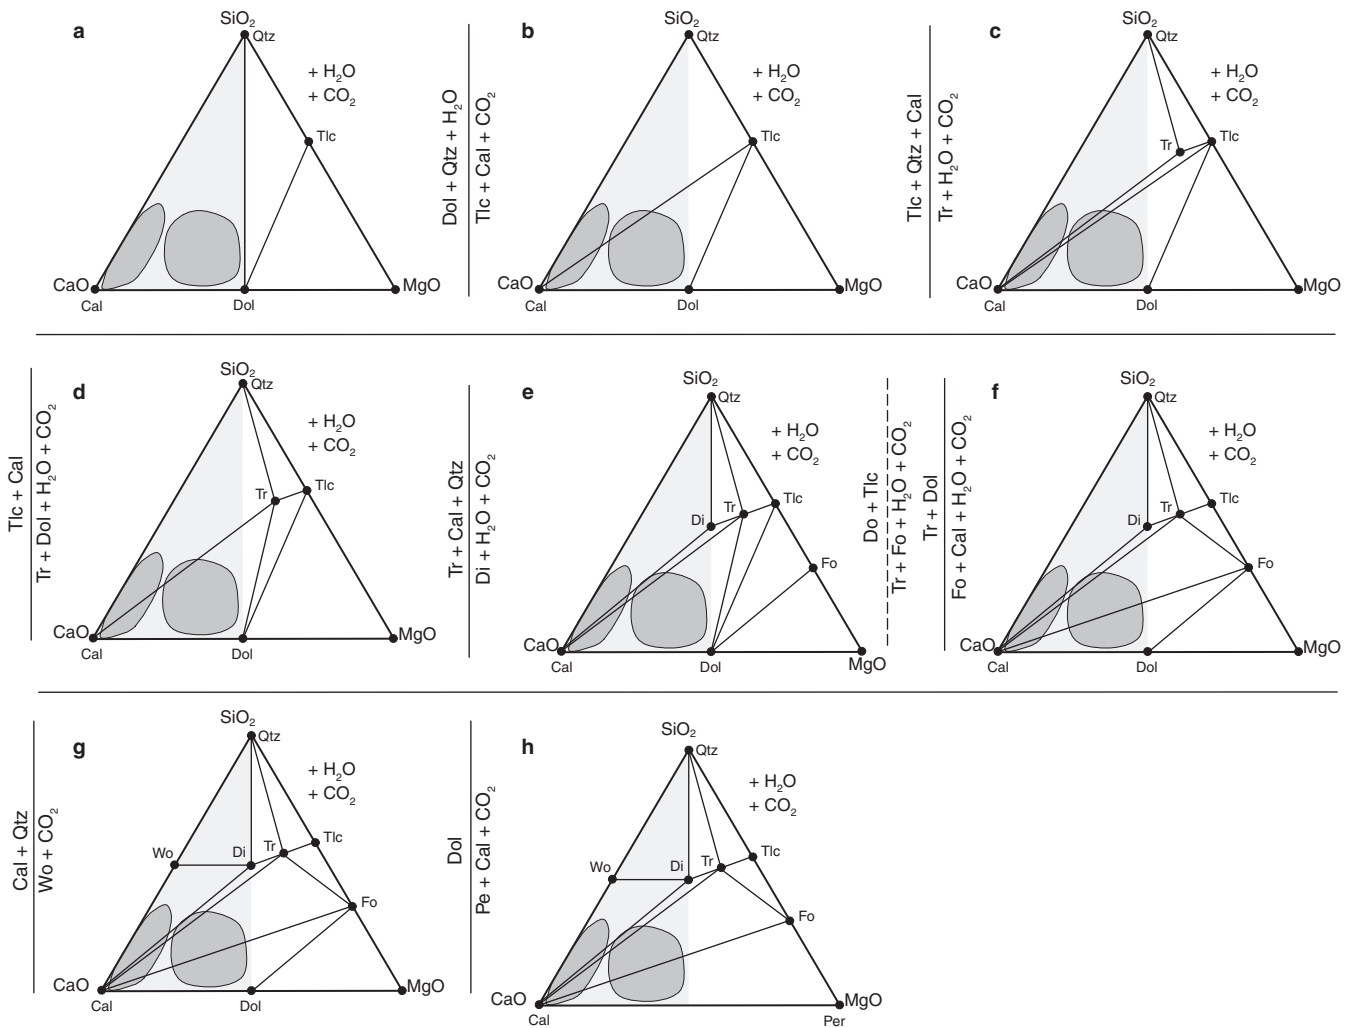 a
SiO₂
Qtz
+ H₂O
+ CO₂
Tlc
CaO
MgO
Cal
Dol
Dol + Qtz + H₂O
Tlc + Cal + CO₂
b
SiO₂
Qtz
+ H₂O
+ CO₂
Tlc
CaO
MgO
Cal
Dol
Tlc + Qtz + Cal
Tr + H₂O + CO₂
c
SiO₂
Qtz
+ H₂O
+ CO₂
Tr
Tlc
CaO
MgO
Cal
Dol
Tlc + Cal
Tr + Dol + H₂O + CO₂
d
SiO₂
Qtz
+ H₂O
+ CO₂
Tr
Tlc
CaO
MgO
Cal
Dol
Tr + Cal + Qtz
Di + H₂O + CO₂
e
SiO₂
Qtz
+ H₂O
+ CO₂
Di
Tr
Tlc
Fo
CaO
MgO
Cal
Dol
Do + Tlc
Tr + Fo + H₂O + CO₂
Tr + Dol
Fo + Cal + H₂O + CO₂
f
SiO₂
Qtz
+ H₂O
+ CO₂
Di
Tr
Tlc
Fo
CaO
MgO
Cal
Dol
Cal + Qtz
Wo + CO₂
g
SiO₂
Qtz
+ H₂O
+ CO₂
Wo
Di
Tr
Tlc
Fo
CaO
MgO
Cal
Dol
Dol
Pe + Cal + CO₂
h
SiO₂
Qtz
+ H₂O
+ CO₂
Wo
Di
Tr
Tlc
Fo
CaO
MgO
Cal
Per